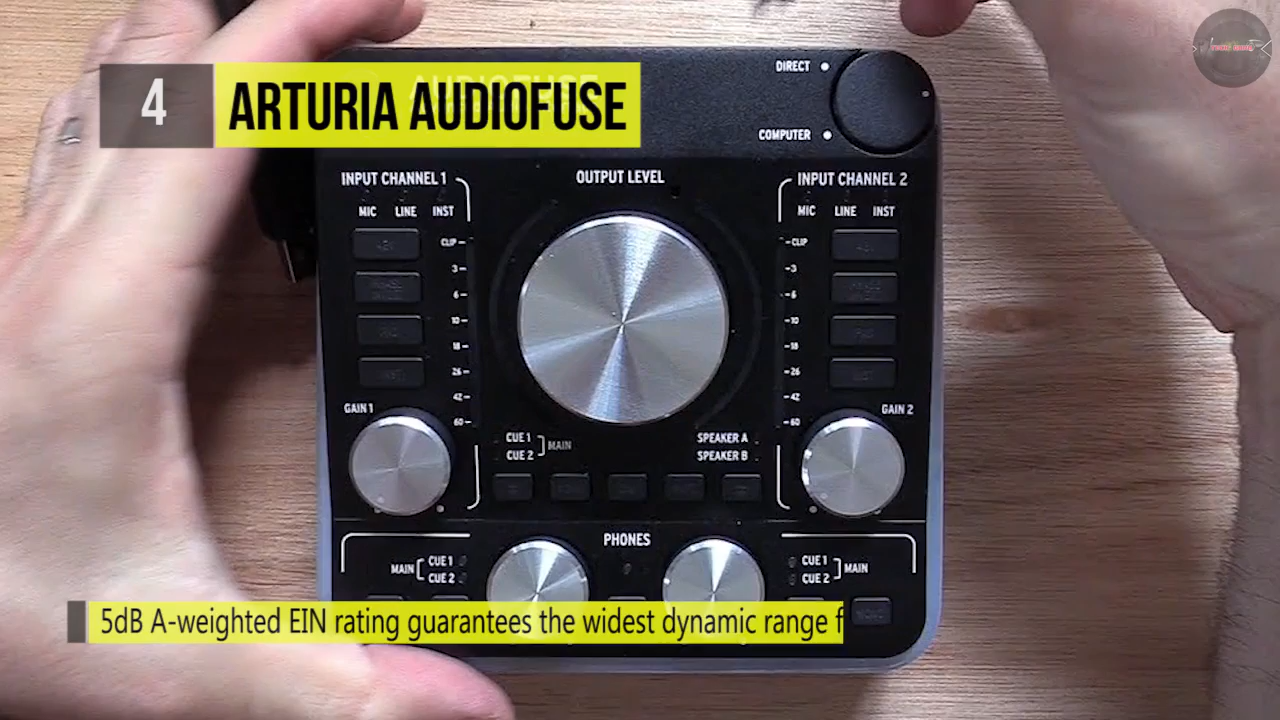 4
ARTURIA AUDIOFUSE
DIRECT
COMPUTER
INPUT CHANNEL 1
OUTPUT LEVEL
INPUT CHANNEL 2
MIC LINE INST
MIC LINE INST
CLIP
3
6
10
18
26
42
60
CLIP
3
6
10
18
26
42
60
GAIN 1
GAIN 2
CUE 1
CUE 2
MAIN
SPEAKER A
SPEAKER B
PHONES
MAIN
CUE 1
CUE 2
CUE 1
CUE 2
MAIN
MONO
5dB A-weighted EIN rating guarantees the widest dynamic range f